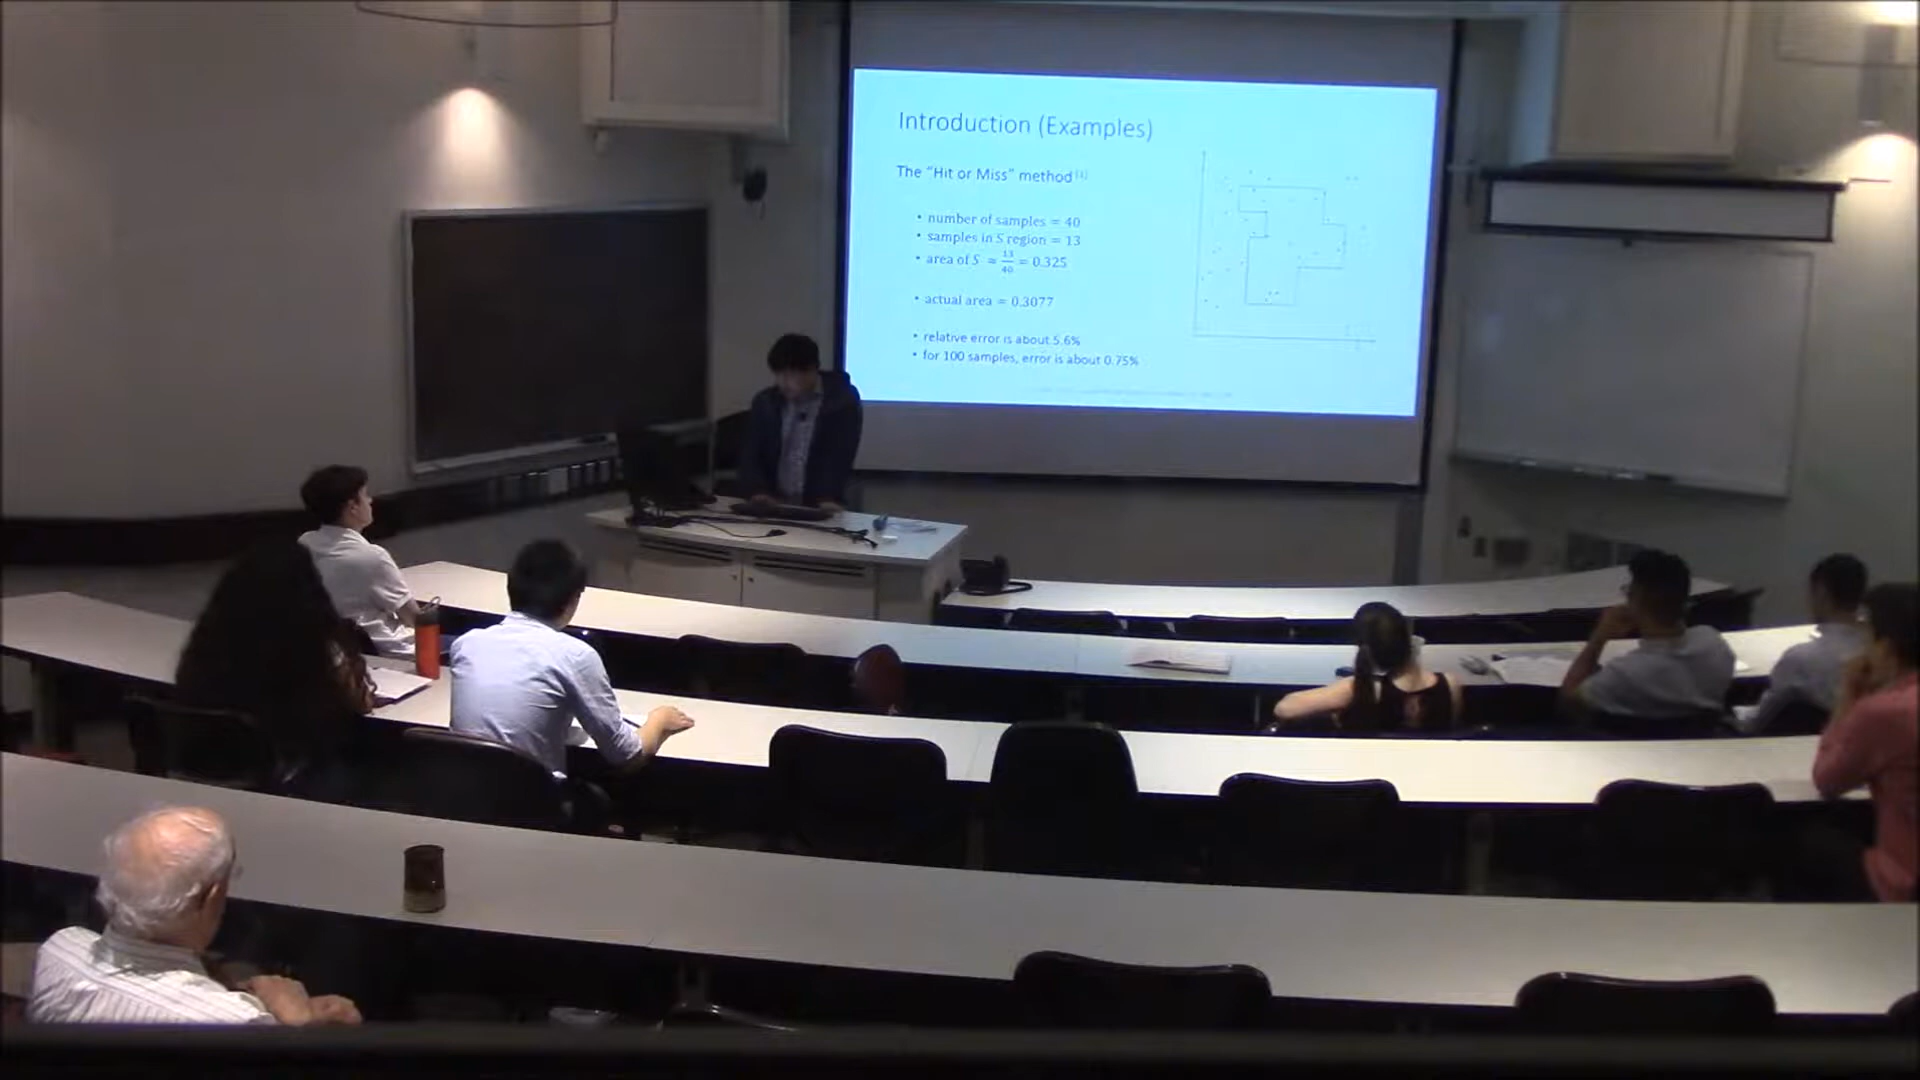 Introduction (Examples)
The "Hit or Miss" method [1]
• number of samples = 40
• samples in S region = 13
• area of S ≈ 13/40 = 0.325
• actual area = 0.3077
• relative error is about 5.6%
• for 100 samples, error is about 0.75%